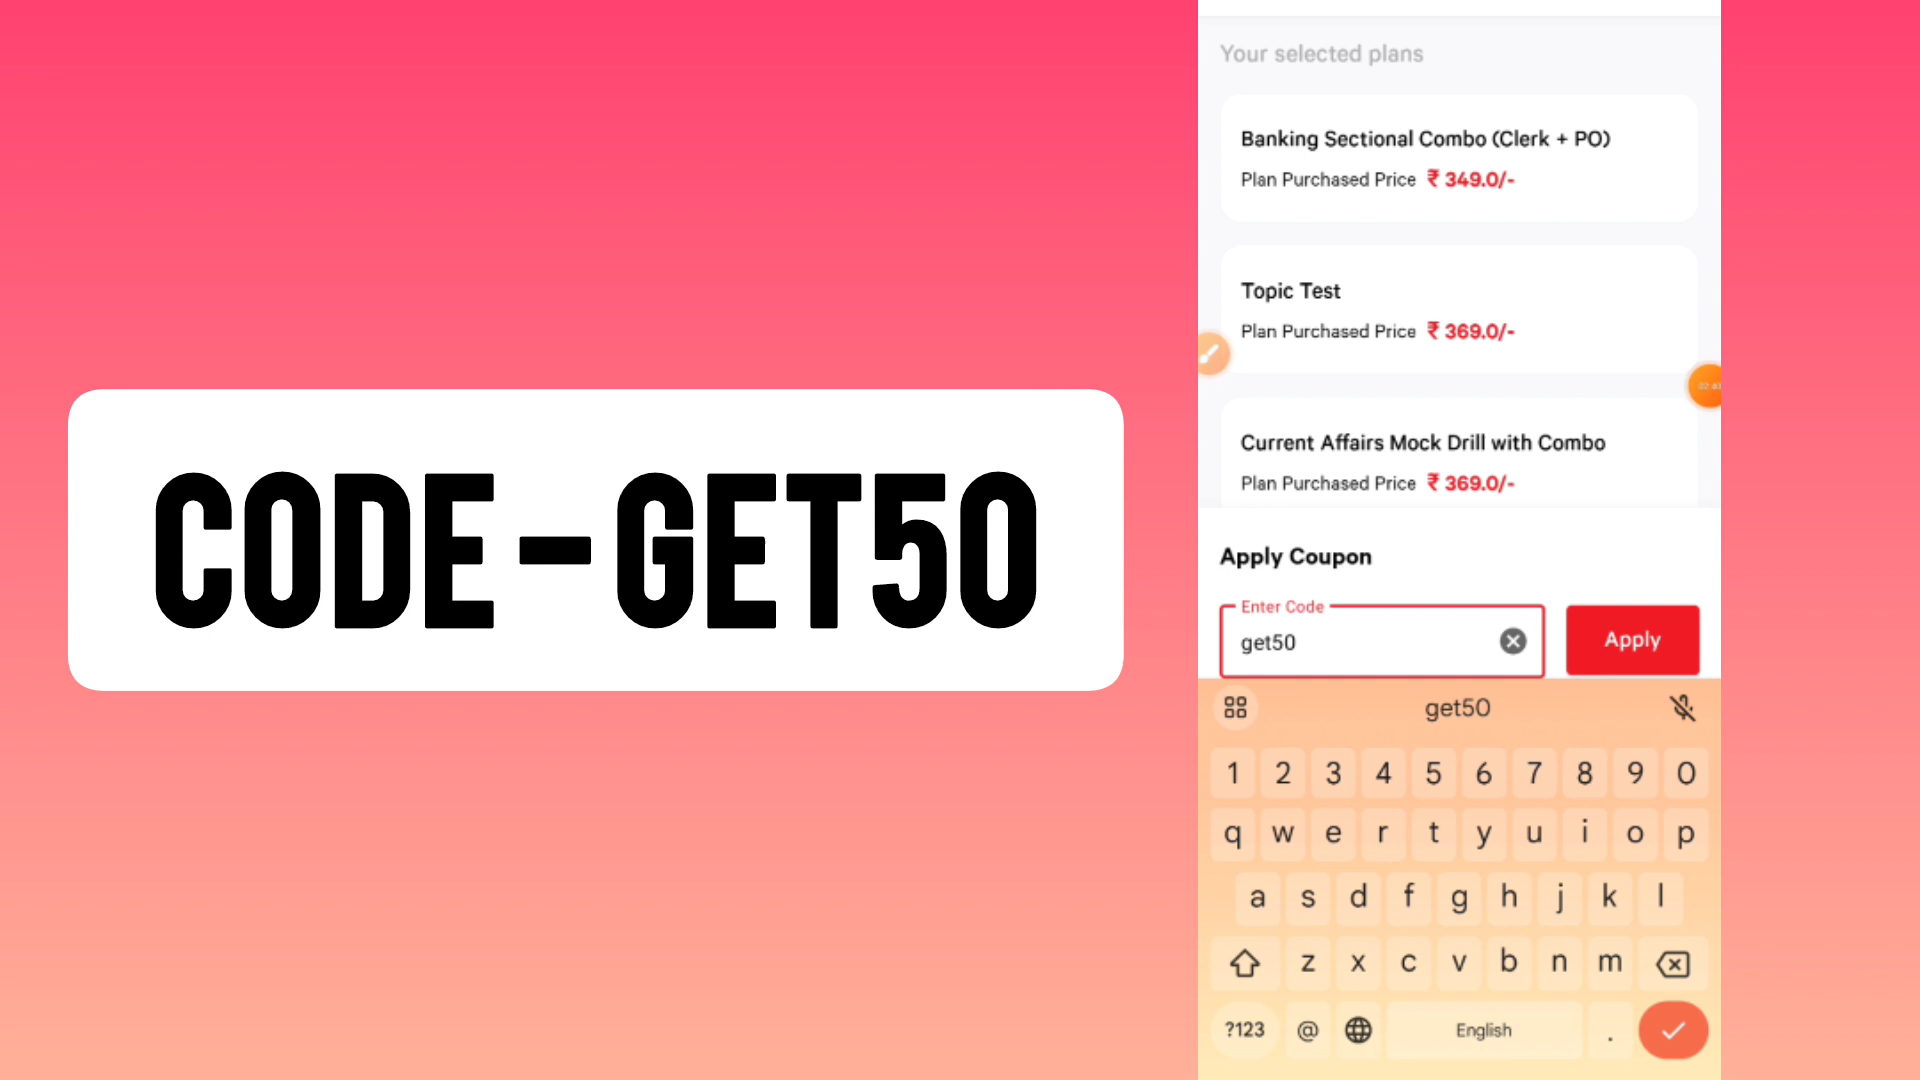 CODE-GET50
Your selected plans
Banking Sectional Combo (Clerk + PO)
Plan Purchased Price ₹ 349.0/-
Topic Test
Plan Purchased Price ₹ 369.0/-
Current Affairs Mock Drill with Combo
Plan Purchased Price ₹ 369.0/-
Apply Coupon
Enter Code
get50
Apply
get50
1 2 3 4 5 6 7 8 9 0
q w e r t y u i o p
a s d f g h j k l
z x c v b n m
?123 @ English .